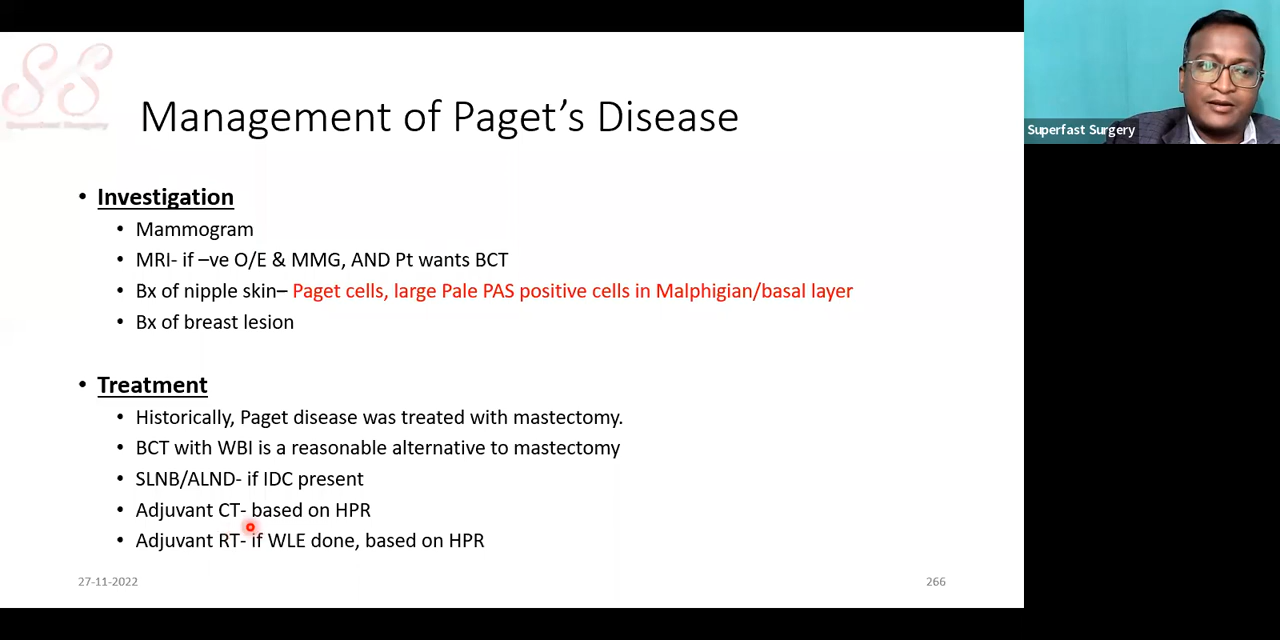 SS
Superfast Surgery
Management of Paget’s Disease
Superfast Surgery
• Investigation
• Mammogram
• MRI- if –ve O/E & MMG, AND Pt wants BCT
• Bx of nipple skin– Paget cells, large Pale PAS positive cells in Malphigian/basal layer
• Bx of breast lesion
• Treatment
• Historically, Paget disease was treated with mastectomy.
• BCT with WBI is a reasonable alternative to mastectomy
• SLNB/ALND- if IDC present
• Adjuvant CT- based on HPR
• Adjuvant RT- if WLE done, based on HPR
27-11-2022
266